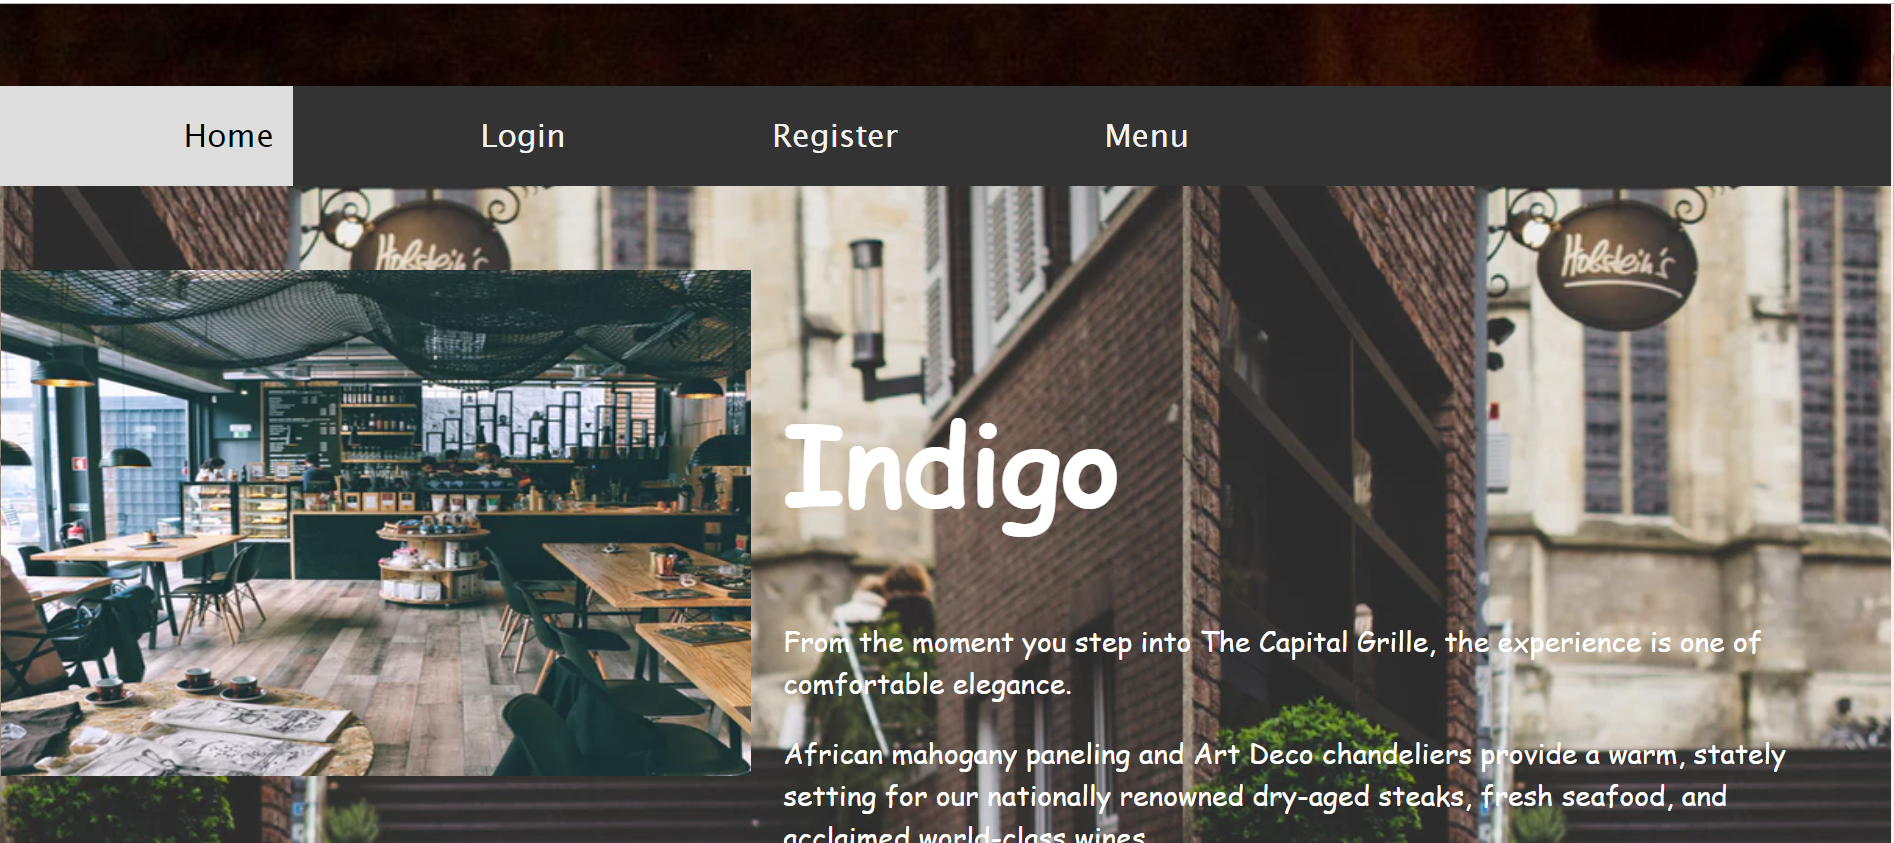 Home Login Register Menu
Holstein's
Holstein's
Indigo
From the moment you step into The Capital Grille, the experience is one of
comfortable elegance.
African mahogany paneling and Art Deco chandeliers provide a warm, stately
setting for our nationally renowned dry-aged steaks, fresh seafood, and
acclaimed world-class wines